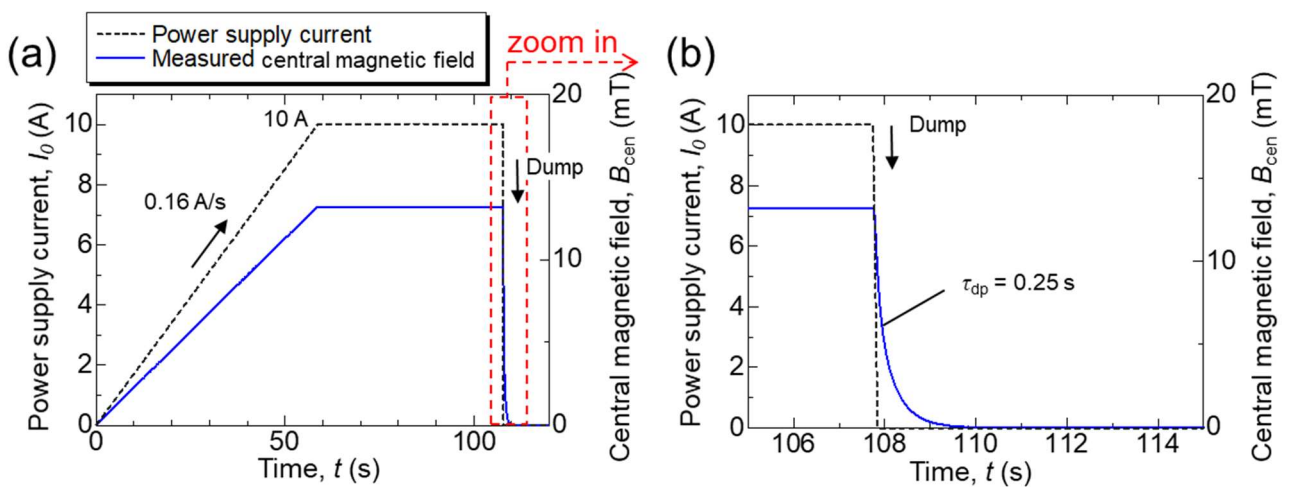 (a)
Power supply current
Measured central magnetic field
zoom in
(b)
Power supply current, I0 (A)
10
8
6
4
2
0
10 A
0.16 A/s
Dump
20
10
0
Central magnetic field, Bcen (mT)
0
50
100
Time, t (s)
Power supply current, I0 (A)
10
8
6
4
2
0
Dump
τdp = 0.25 s
20
10
0
Central magnetic field, Bcen (mT)
106
108
110
112
114
Time, t (s)